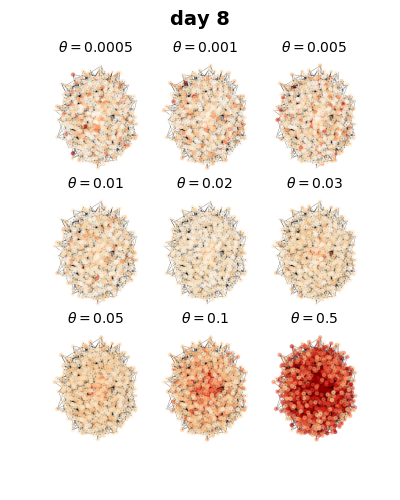 day 8
θ = 0.0005
θ = 0.001
θ = 0.005
θ = 0.01
θ = 0.02
θ = 0.03
θ = 0.05
θ = 0.1
θ = 0.5